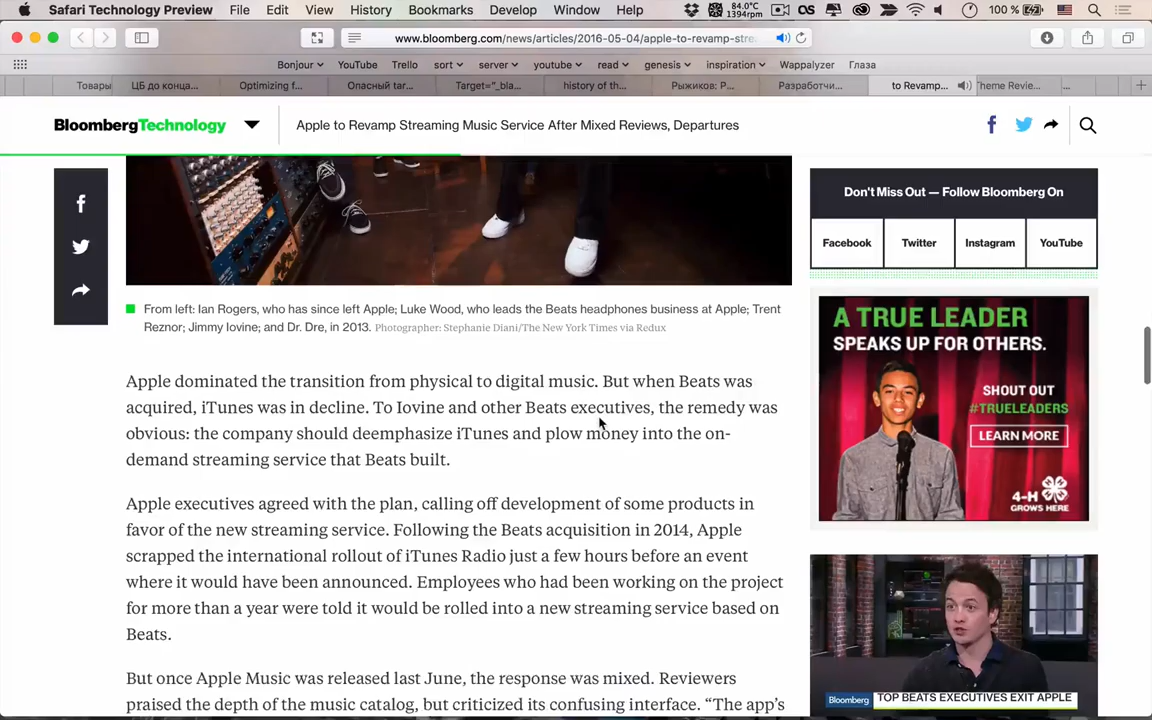 Safari Technology Preview File Edit View History Bookmarks Develop Window Help 84.0°C 1394rpm 100 %
www.bloomberg.com/news/articles/2016-05-04/apple-to-revamp-stre
Bonjour YouTube Trello sort server youtube read genesis inspiration Wappalyzer Глаза
Товары ЦБ до конца... Optimizing f... Опасный tar... Target="_bla... history of th... Рыжиков: Р... Разработчи... to Revamp... heme Revie... ...
BloombergTechnology
Apple to Revamp Streaming Music Service After Mixed Reviews, Departures
From left: Ian Rogers, who has since left Apple; Luke Wood, who leads the Beats headphones business at Apple; Trent
Reznor; Jimmy Iovine; and Dr. Dre, in 2013. Photographer: Stephanie Diani/The New York Times via Redux
Apple dominated the transition from physical to digital music. But when Beats was
acquired, iTunes was in decline. To Iovine and other Beats executives, the remedy was
obvious: the company should deemphasize iTunes and plow money into the on-
demand streaming service that Beats built.
Apple executives agreed with the plan, calling off development of some products in
favor of the new streaming service. Following the Beats acquisition in 2014, Apple
scrapped the international rollout of iTunes Radio just a few hours before an event
where it would have been announced. Employees who had been working on the project
for more than a year were told it would be rolled into a new streaming service based on
Beats.
But once Apple Music was released last June, the response was mixed. Reviewers
praised the depth of the music catalog, but criticized its confusing interface. “The app’s
Don't Miss Out — Follow Bloomberg On
Facebook Twitter Instagram YouTube
A TRUE LEADER
SPEAKS UP FOR OTHERS.
SHOUT OUT
#TRUELEADERS
LEARN MORE
4-H
GROWS HERE
Bloomberg TOP BEATS EXECUTIVES EXIT APPLE